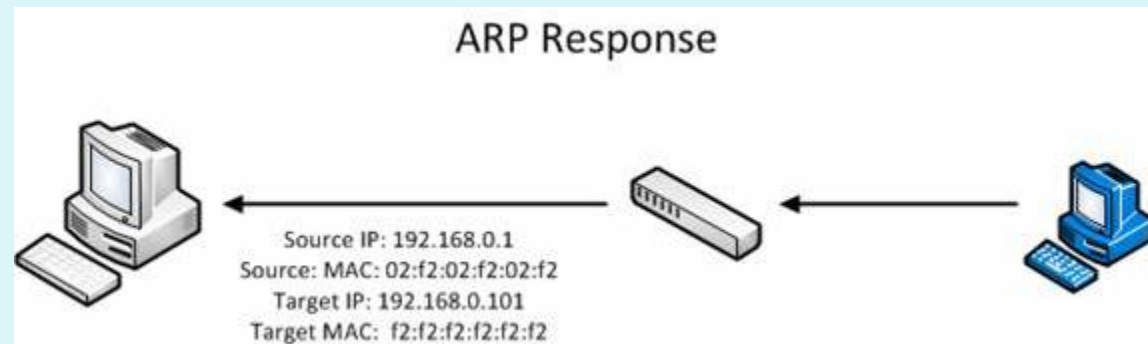 ARP Response
Source IP: 192.168.0.1
Source: MAC: 02:f2:02:f2:02:f2
Target IP: 192.168.0.101
Target MAC: f2:f2:f2:f2:f2:f2